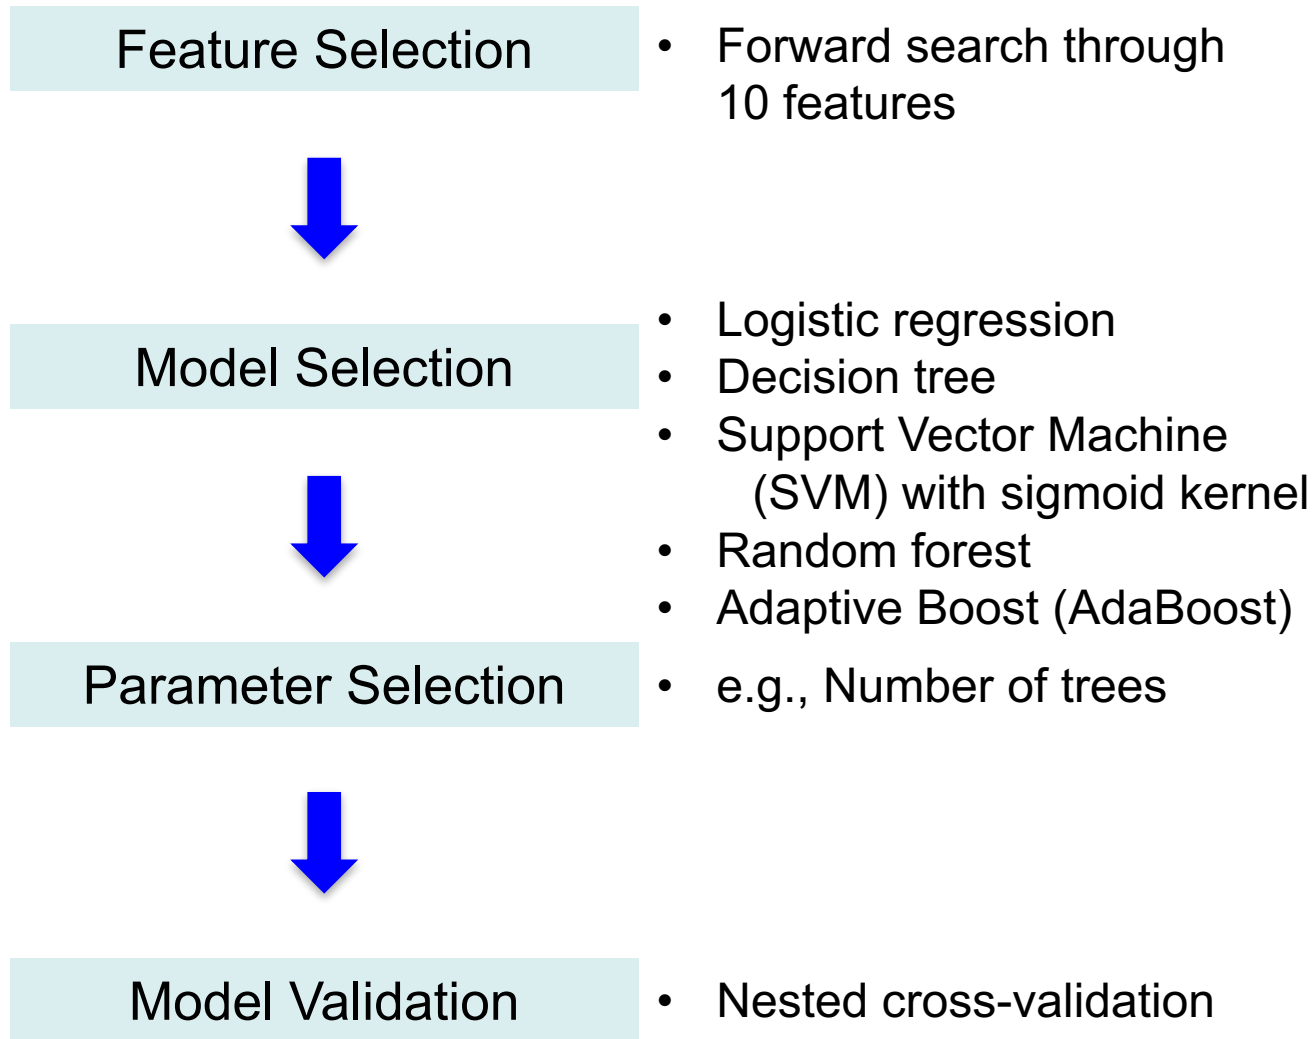 Feature Selection
• Forward search through
10 features
Model Selection
• Logistic regression
• Decision tree
• Support Vector Machine
(SVM) with sigmoid kernel
• Random forest
• Adaptive Boost (AdaBoost)
Parameter Selection
• e.g., Number of trees
Model Validation
• Nested cross-validation